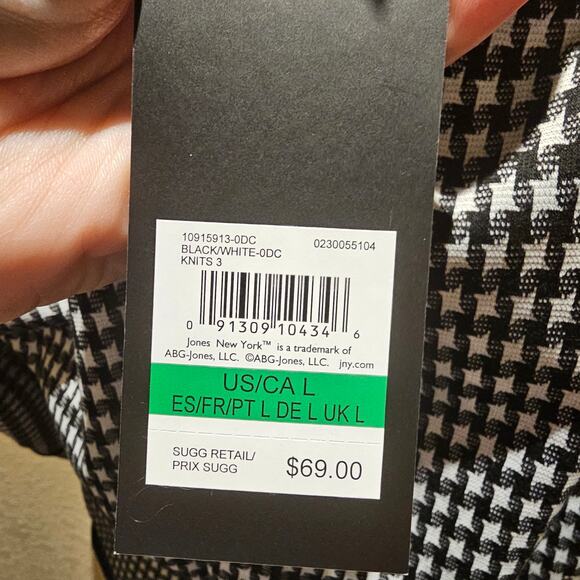 10915913-0DC 0230055104
BLACK/WHITE-0DC
KNITS 3
0 91309 10434 6
Jones New York™ is a trademark of
ABG-Jones, LLC. ©ABG-Jones, LLC. jny.com
US/CA L
ES/FR/PT L DE L UK L
SUGG RETAIL/
PRIX SUGG $69.00